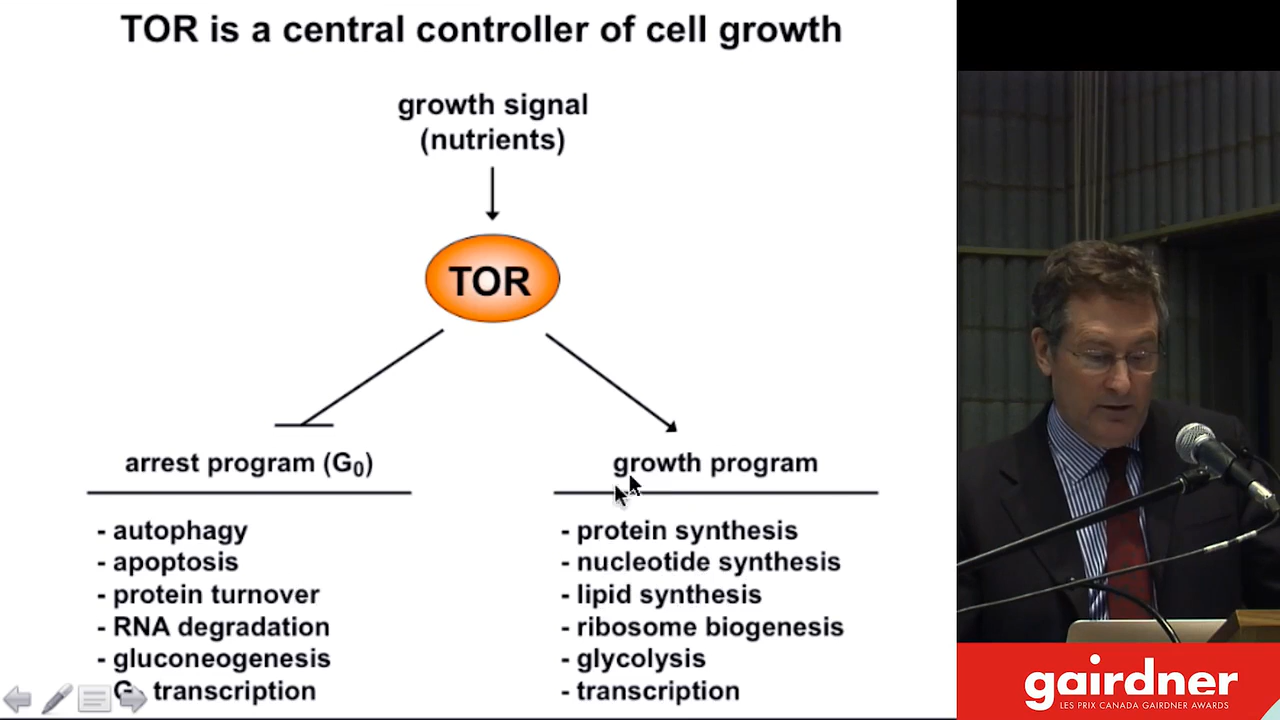 TOR is a central controller of cell growth
growth signal
(nutrients)
TOR
arrest program (G₀)
- autophagy
- apoptosis
- protein turnover
- RNA degradation
- gluconeogenesis
- G transcription
growth program
- protein synthesis
- nucleotide synthesis
- lipid synthesis
- ribosome biogenesis
- glycolysis
- transcription
gairdner
LES PRIX CANADA GAIRDNER AWARDS